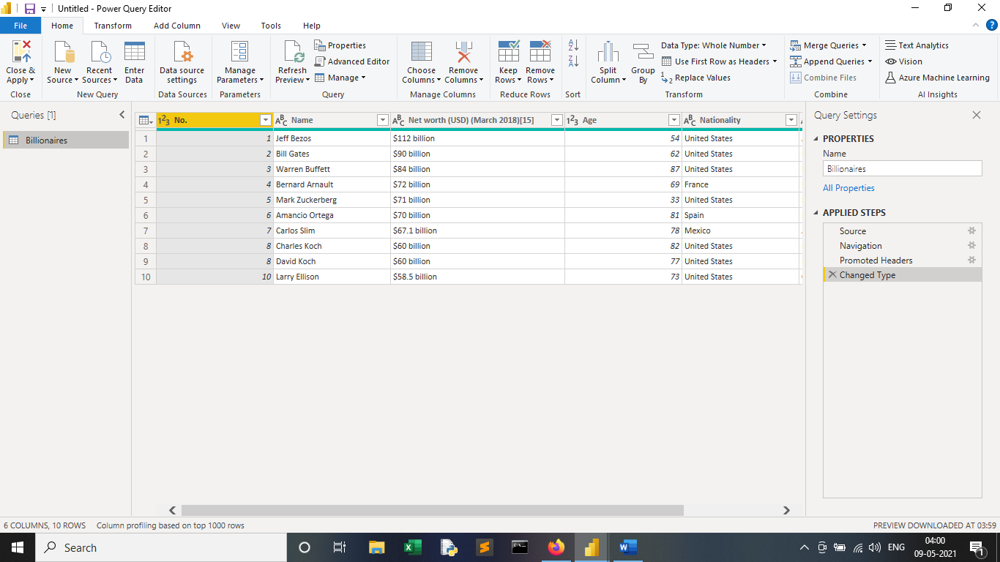 Untitled - Power Query Editor
File Home Transform Add Column View Tools Help
Close & Apply
Close
New Source
Recent Sources
Enter Data
New Query
Data source settings
Data Sources
Manage Parameters
Parameters
Refresh Preview
Properties
Advanced Editor
Manage
Query
Choose Columns
Remove Columns
Manage Columns
Keep Rows
Remove Rows
Reduce Rows
Sort
Split Column
Group By
Data Type: Whole Number
Use First Row as Headers
Replace Values
Transform
Merge Queries
Append Queries
Combine Files
Combine
Text Analytics
Vision
Azure Machine Learning
AI Insights
Queries [1]
Billionaires
No. Name Net worth (USD) (March 2018)[15] Age Nationality
1 1 Jeff Bezos $112 billion 54 United States
2 2 Bill Gates $90 billion 62 United States
3 3 Warren Buffett $84 billion 87 United States
4 4 Bernard Arnault $72 billion 69 France
5 5 Mark Zuckerberg $71 billion 33 United States
6 6 Amancio Ortega $70 billion 81 Spain
7 7 Carlos Slim $67.1 billion 78 Mexico
8 8 Charles Koch $60 billion 82 United States
9 8 David Koch $60 billion 77 United States
10 10 Larry Ellison $58.5 billion 73 United States
Query Settings
PROPERTIES
Name
Billionaires
All Properties
APPLIED STEPS
Source
Navigation
Promoted Headers
Changed Type
6 COLUMNS, 10 ROWS Column profiling based on top 1000 rows
PREVIEW DOWNLOADED AT 03:59
Search
ENG
04:00
09-05-2021
1